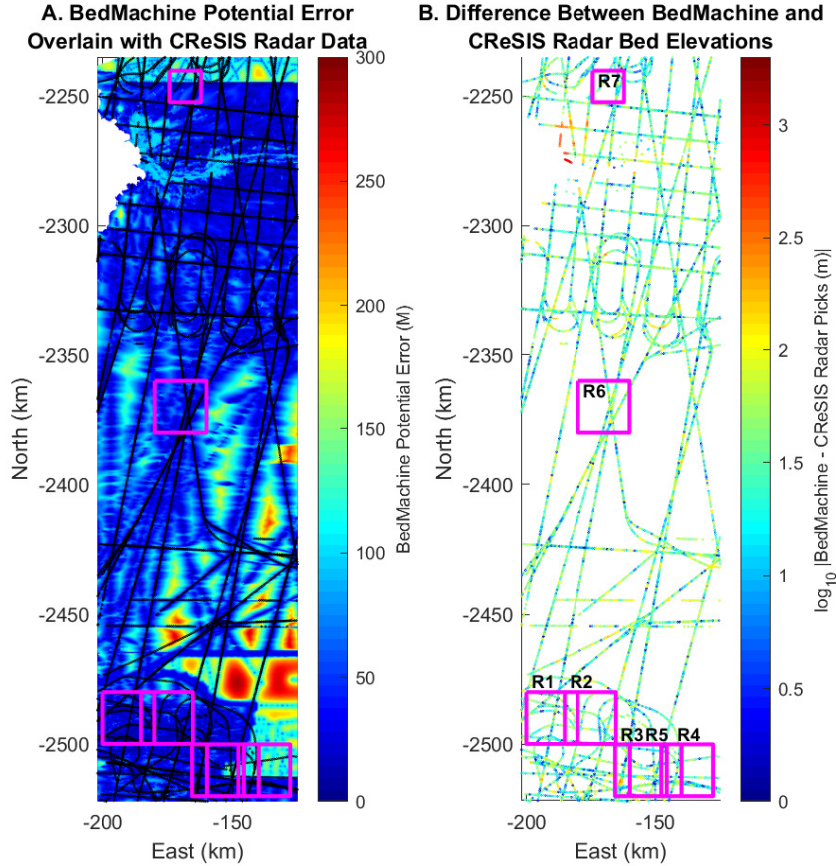 A. BedMachine Potential Error
Overlain with CReSIS Radar Data
-2250
-2300
-2350
-2400
-2450
-2500
North (km)
-200
-150
East (km)
300
250
200
150
100
50
0
BedMachine Potential Error (M)
B. Difference Between BedMachine and
CReSIS Radar Bed Elevations
-2250
-2300
-2350
-2400
-2450
-2500
North (km)
R7
R6
R1 R2
R3 R5 R4
-200
-150
East (km)
3
2.5
2
1.5
1
0.5
0
log10 |BedMachine - CReSIS Radar Picks (m)|